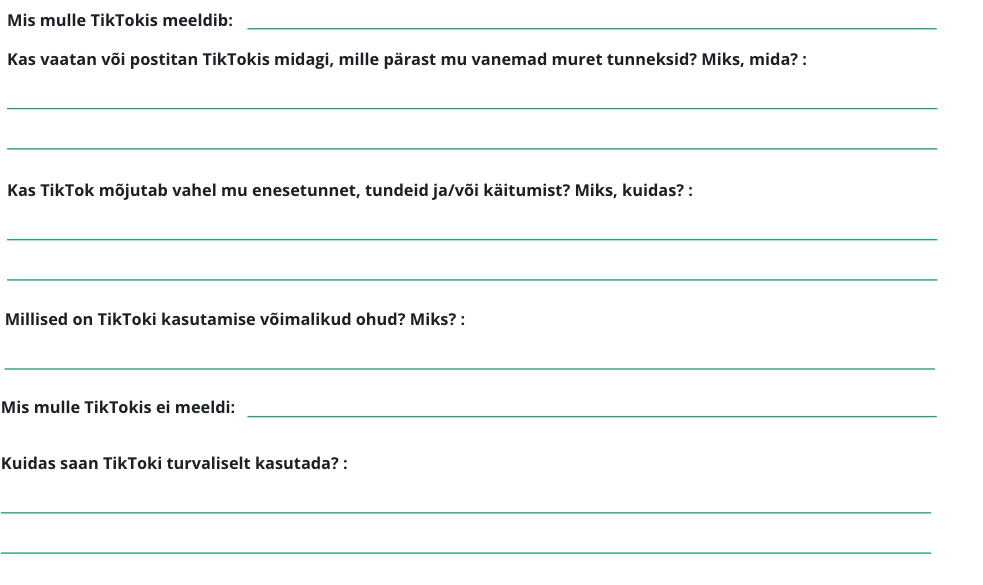 Mis mulle TikTokis meeldib:
Kas vaatan või postitan TikTokis midagi, mille pärast mu vanemad muret tunneksid? Miks, mida? :
Kas TikTok mõjutab vahel mu enesetunnet, tundeid ja/või käitumist? Miks, kuidas? :
Millised on TikToki kasutamise võimalikud ohud? Miks? :
Mis mulle TikTokis ei meeldi:
Kuidas saan TikToki turvaliselt kasutada? :